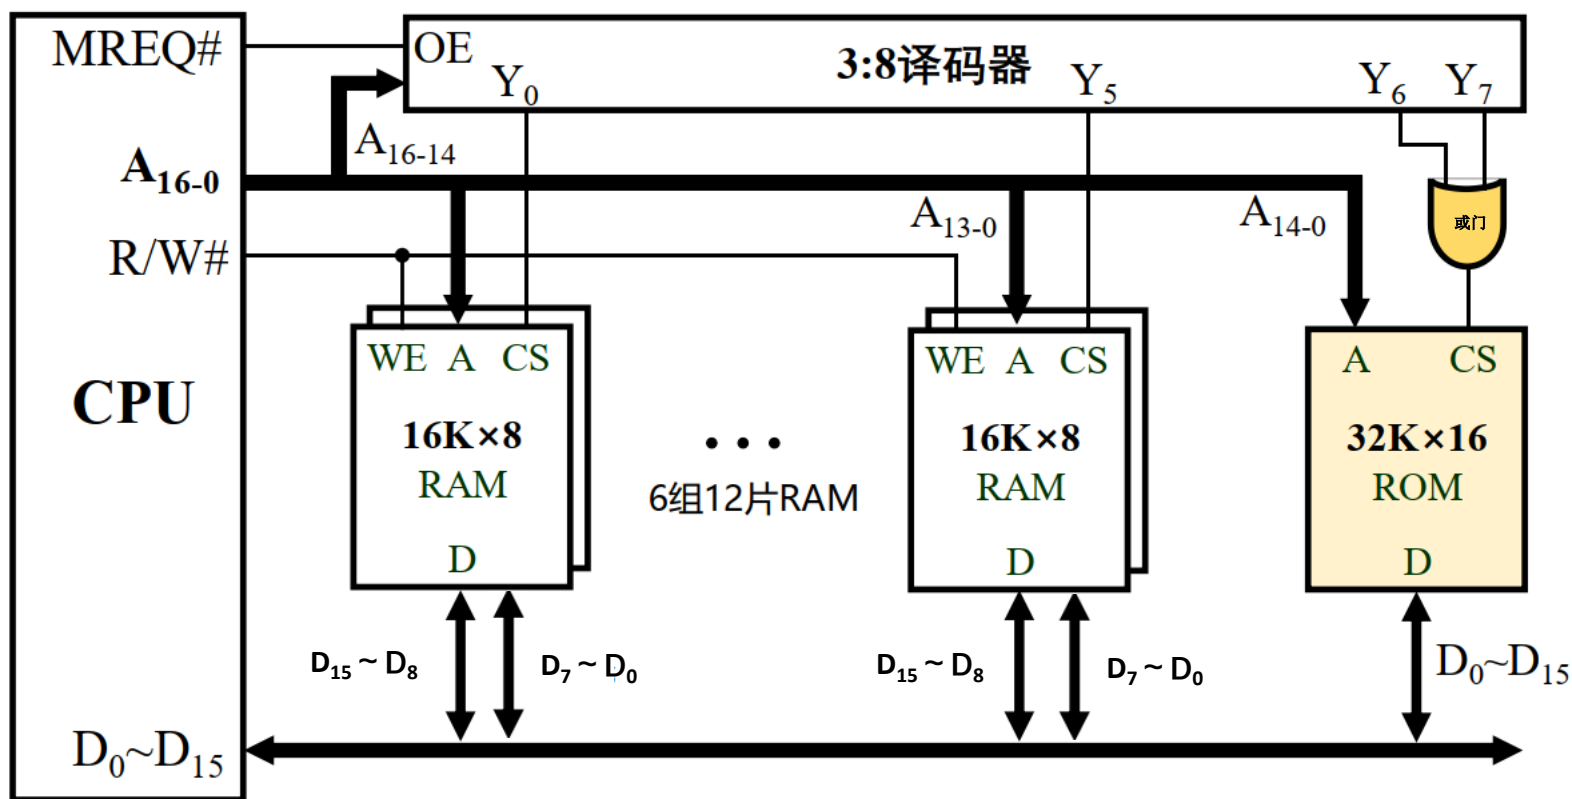 MREQ#
OE
3:8译码器
Y0
Y5
Y6
Y7
A16-14
A16-0
A13-0
A14-0
或门
R/W#
CPU
WE A CS
16K×8
RAM
D
• • •
6组12片RAM
WE A CS
16K×8
RAM
D
A CS
32K×16
ROM
D
D15 ~ D8
D7 ~ D0
D15 ~ D8
D7 ~ D0
D0~D15
D0~D15